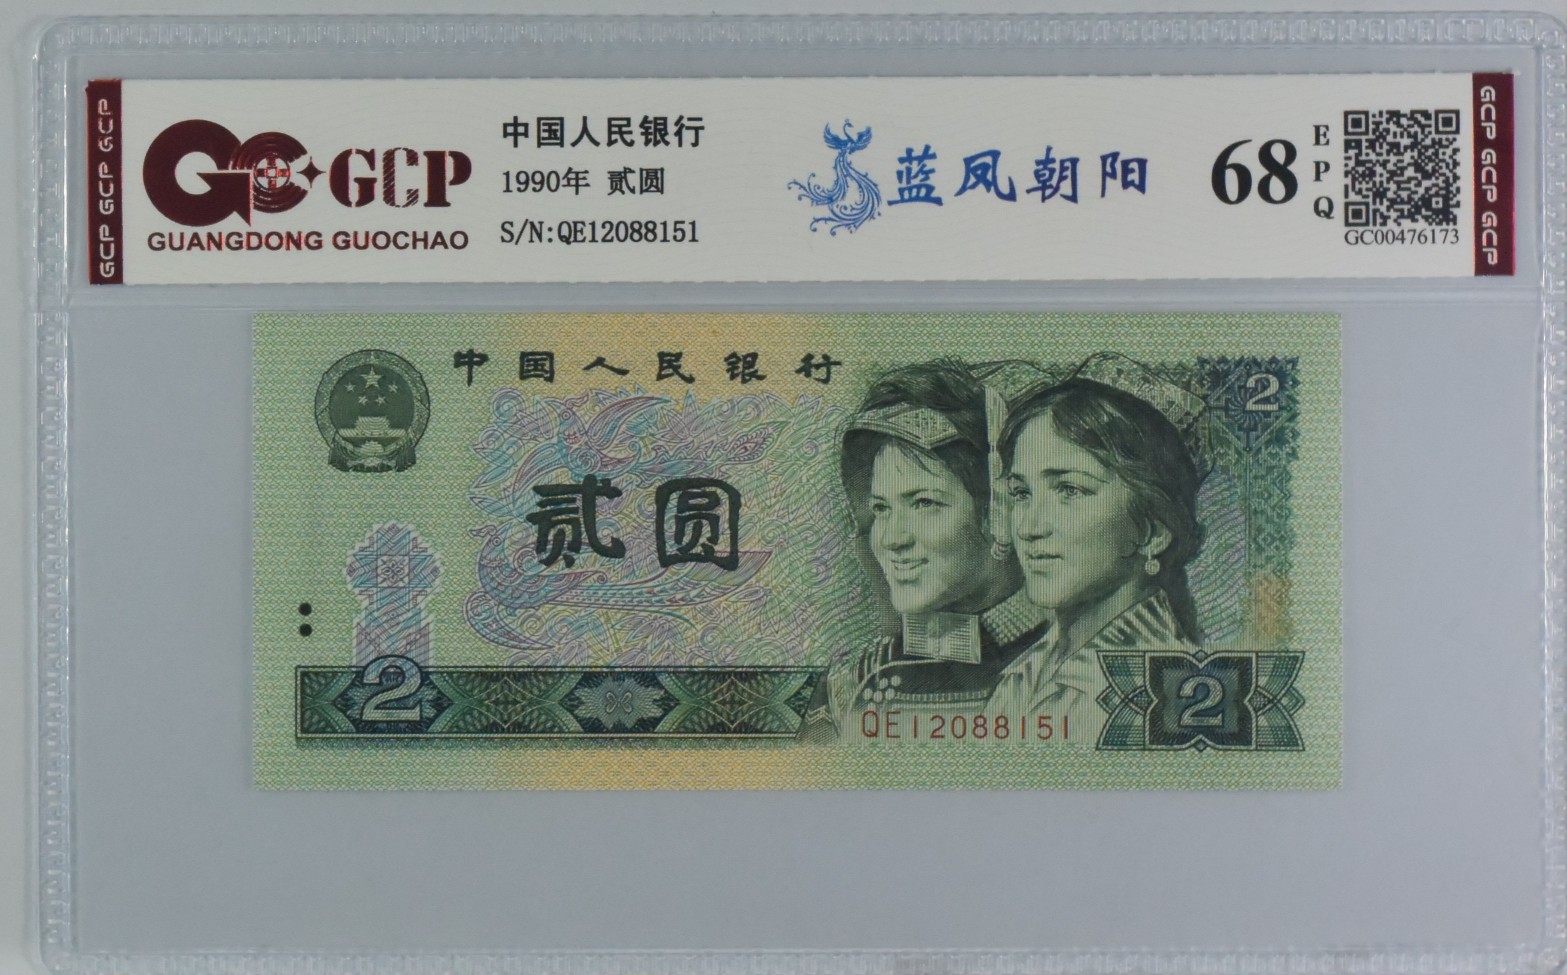 GCP GCP GCP
GCP
GUANGDONG GUOCHAO
中国人民银行
1990年 贰圆
S/N:QE12088151
蓝凤朝阳
68
EPQ
GC00476173
GCP GCP GCP
中国人民银行
2
贰圆
2
QE12088151
2